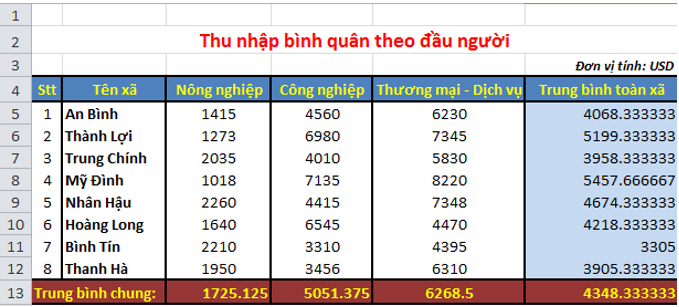 1
2 Thu nhập bình quân theo đầu người
3 Đơn vị tính: USD
4 Stt Tên xã Nông nghiệp Công nghiệp Thương mại - Dịch vụ Trung bình toàn xã
5 1 An Bình 1415 4560 6230 4068.333333
6 2 Thành Lợi 1273 6980 7345 5199.333333
7 3 Trung Chính 2035 4010 5830 3958.333333
8 4 Mỹ Đình 1018 7135 8220 5457.666667
9 5 Nhân Hậu 2260 4415 7348 4674.333333
10 6 Hoàng Long 1640 6545 4470 4218.333333
11 7 Bình Tín 2210 3310 4395 3305
12 8 Thanh Hà 1950 3456 6310 3905.333333
13 Trung bình chung: 1725.125 5051.375 6268.5 4348.333333